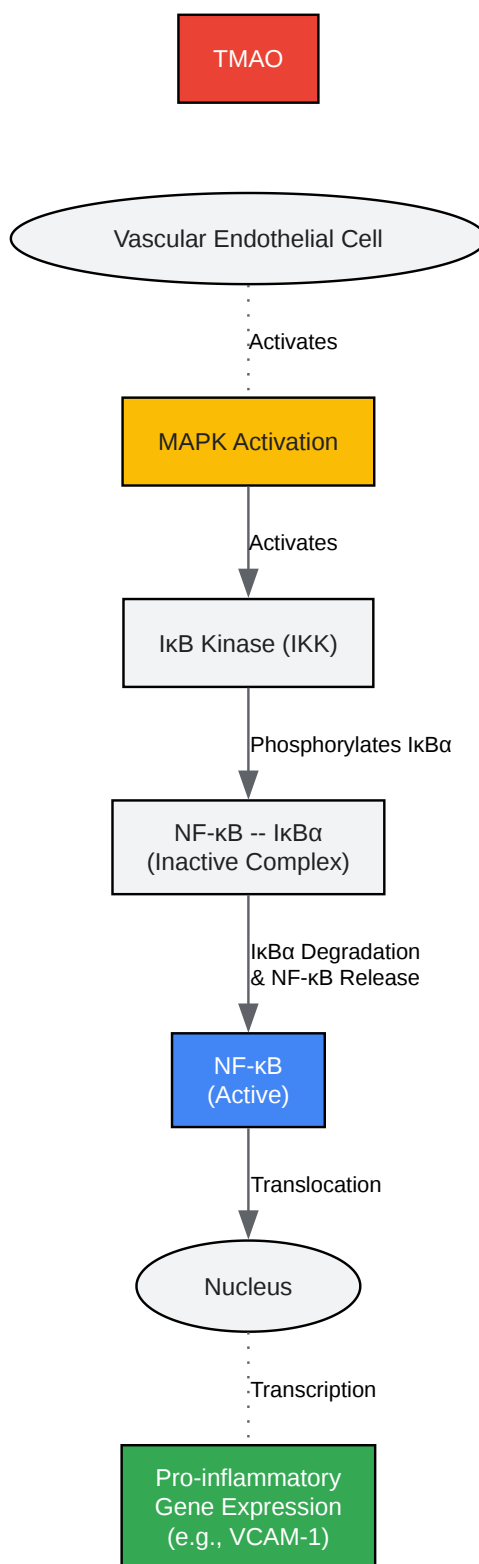 TMAO
Vascular Endothelial Cell
Activates
MAPK Activation
Activates
IκB Kinase (IKK)
Phosphorylates IκBα
NF-κB -- IκBα
(Inactive Complex)
IκBα Degradation
& NF-κB Release
NF-κB
(Active)
Translocation
Nucleus
Transcription
Pro-inflammatory
Gene Expression
(e.g., VCAM-1)